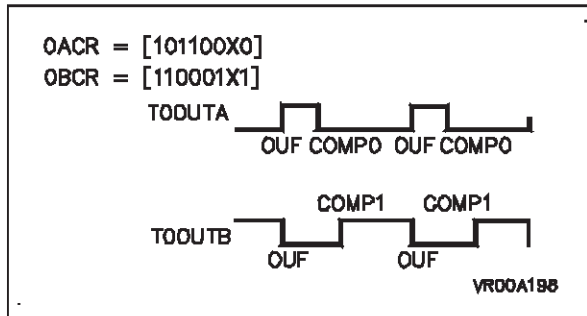 OACR = [101100X0]
OBCR = [110001X1]
TOOUTA
OUF COMP0 OUF COMP0
COMP1 COMP1
TOOUTB
OUF OUF
VR00A198